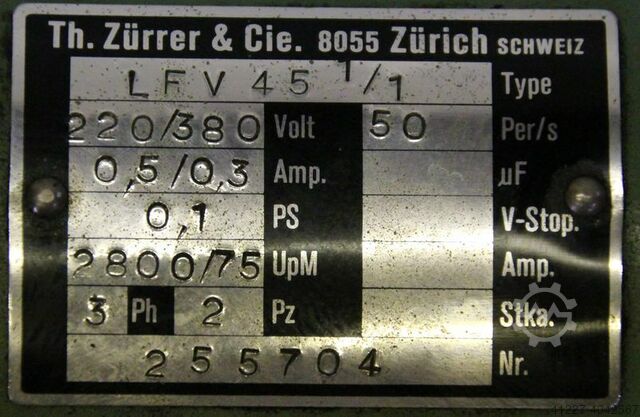 Th. Zürrer & Cie. 8055 Zürich SCHWEIZ
LFV 45 1/1 Type
220/380 Volt 50 Per/s
0,5/0,3 Amp. µF
0,1 PS V-Stop.
2800/75 UpM Amp.
3 Ph 2 Pz Stka.
255704 Nr.